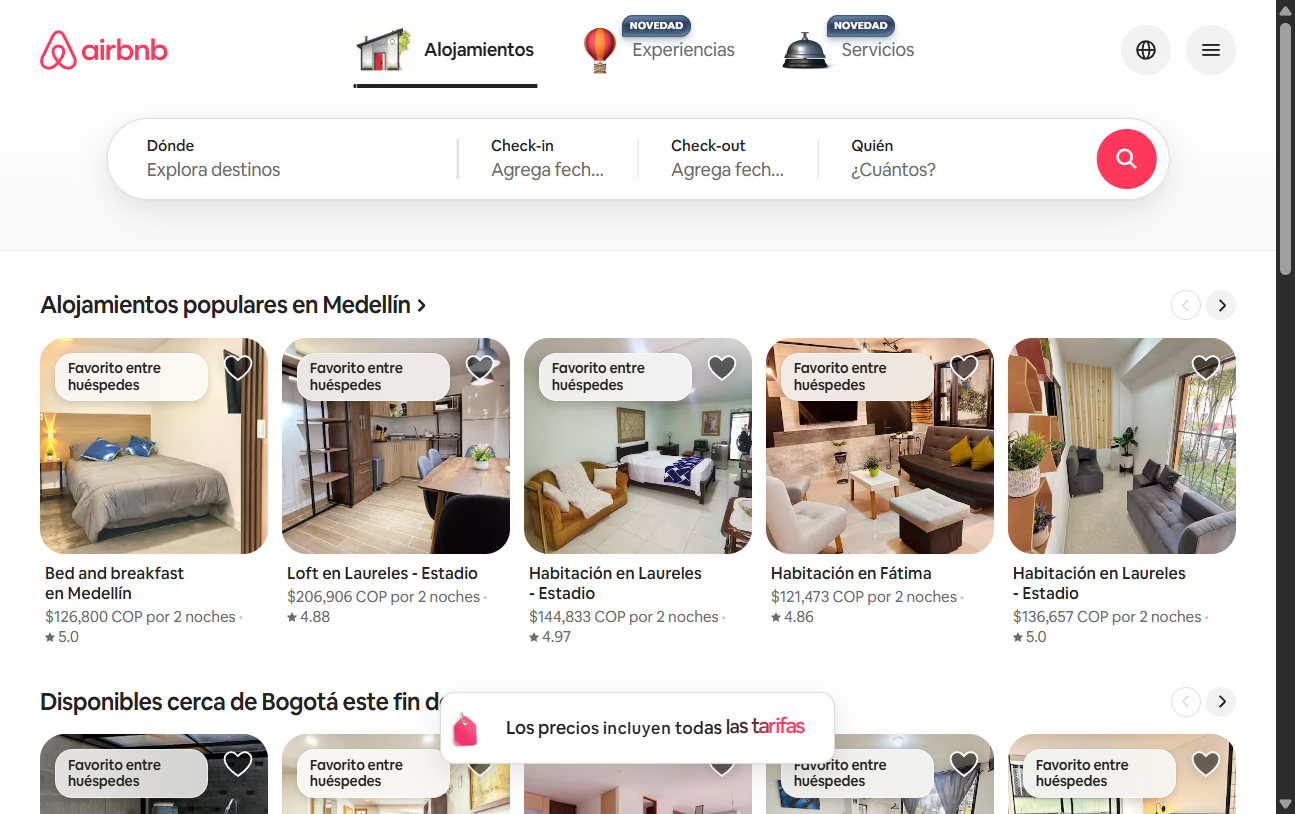 airbnb
Alojamientos
NOVEDAD
Experiencias
NOVEDAD
Servicios
Dónde
Explora destinos
Check-in
Agrega fech...
Check-out
Agrega fech...
Quién
¿Cuántos?
Alojamientos populares en Medellín
Favorito entre
huéspedes
Favorito entre
huéspedes
Favorito entre
huéspedes
Favorito entre
huéspedes
Bed and breakfast
en Medellín
$126,800 COP por 2 noches ·
★ 5.0
Loft en Laureles - Estadio
$206,906 COP por 2 noches ·
★ 4.88
Habitación en Laureles
- Estadio
$144,833 COP por 2 noches ·
★ 4.97
Habitación en Fátima
$121,473 COP por 2 noches ·
★ 4.86
Habitación en Laureles
- Estadio
$136,657 COP por 2 noches ·
★ 5.0
Disponibles cerca de Bogotá este fin d
Los precios incluyen todas las tarifas
Favorito entre
huéspedes
Favorito entre
huéspedes
Favorito entre
huéspedes
Favorito entre
huéspedes